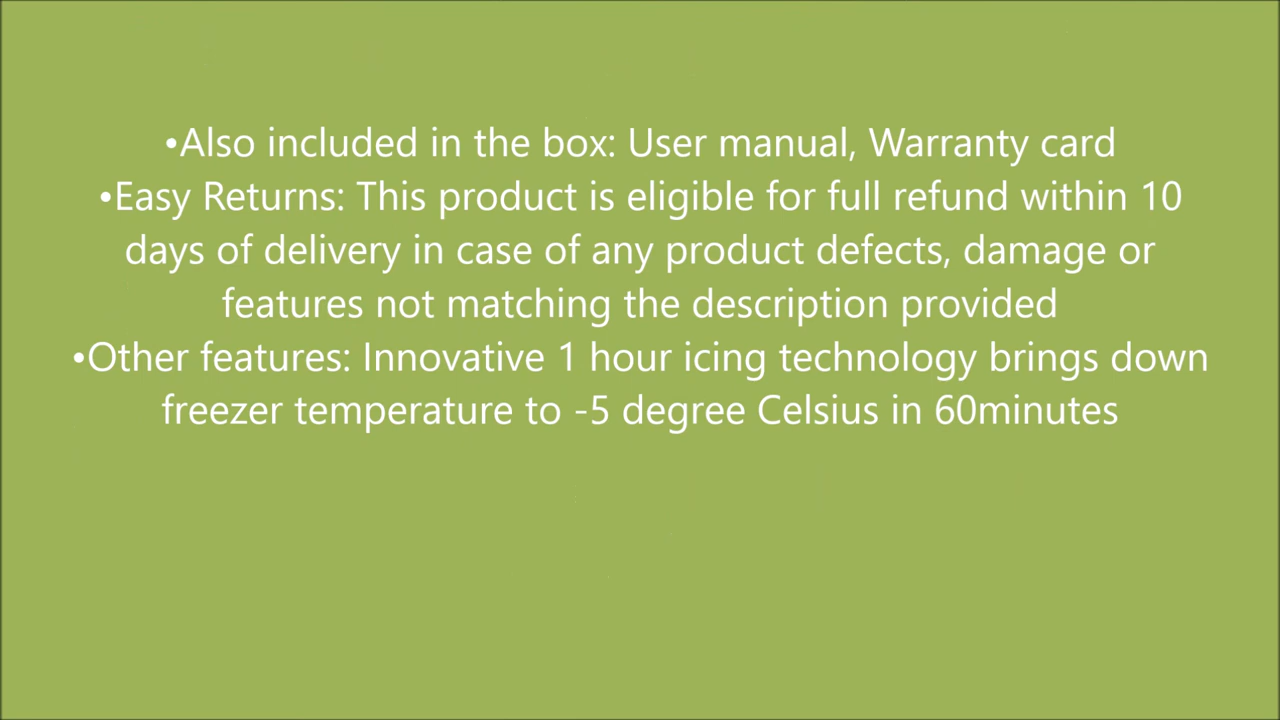 •Also included in the box: User manual, Warranty card
•Easy Returns: This product is eligible for full refund within 10
days of delivery in case of any product defects, damage or
features not matching the description provided
•Other features: Innovative 1 hour icing technology brings down
freezer temperature to -5 degree Celsius in 60minutes